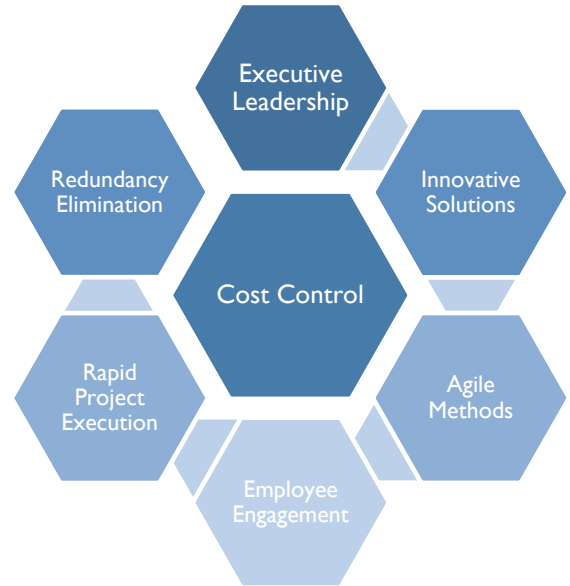 Executive
Leadership
Redundancy
Elimination
Innovative
Solutions
Cost Control
Rapid
Project
Execution
Agile
Methods
Employee
Engagement